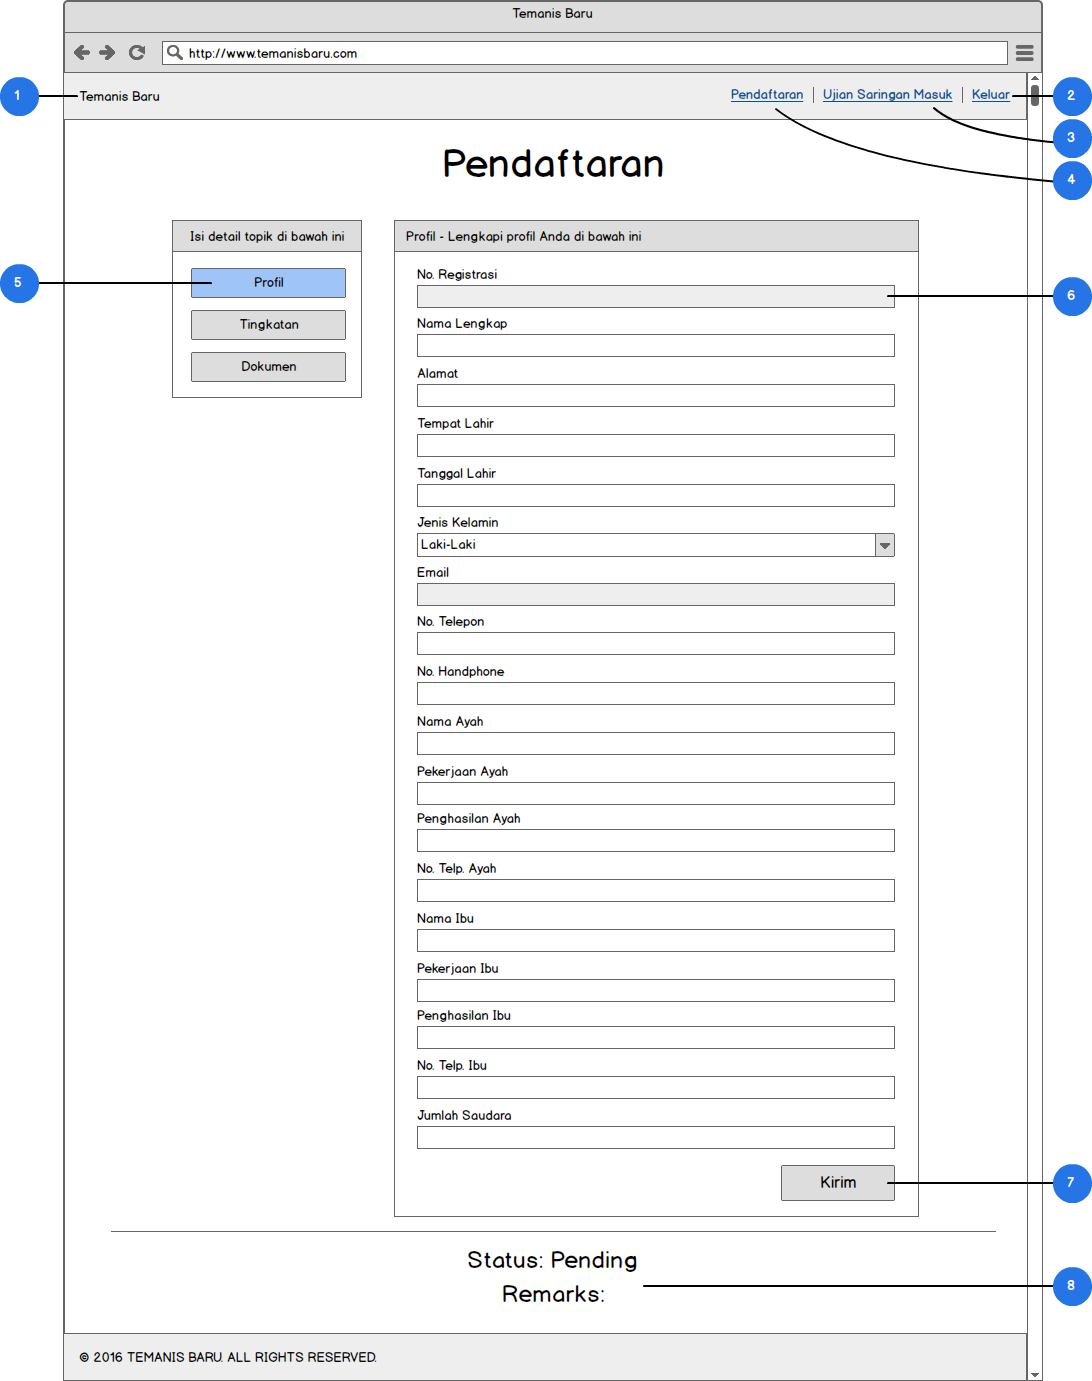 Temanis Baru
http://www.temanisbaru.com
1
Temanis Baru
Pendaftaran
Ujian Saringan Masuk
Keluar
2
3
4
Pendaftaran
Isi detail topik di bawah ini
5
Profil
Tingkatan
Dokumen
Profil - Lengkapi profil Anda di bawah ini
No. Registrasi
6
Nama Lengkap
Alamat
Tempat Lahir
Tanggal Lahir
Jenis Kelamin
Laki-Laki
Email
No. Telepon
No. Handphone
Nama Ayah
Pekerjaan Ayah
Penghasilan Ayah
No. Telp. Ayah
Nama Ibu
Pekerjaan Ibu
Penghasilan Ibu
No. Telp. Ibu
Jumlah Saudara
Kirim
7
Status: Pending
Remarks:
8
© 2016 TEMANIS BARU. ALL RIGHTS RESERVED.